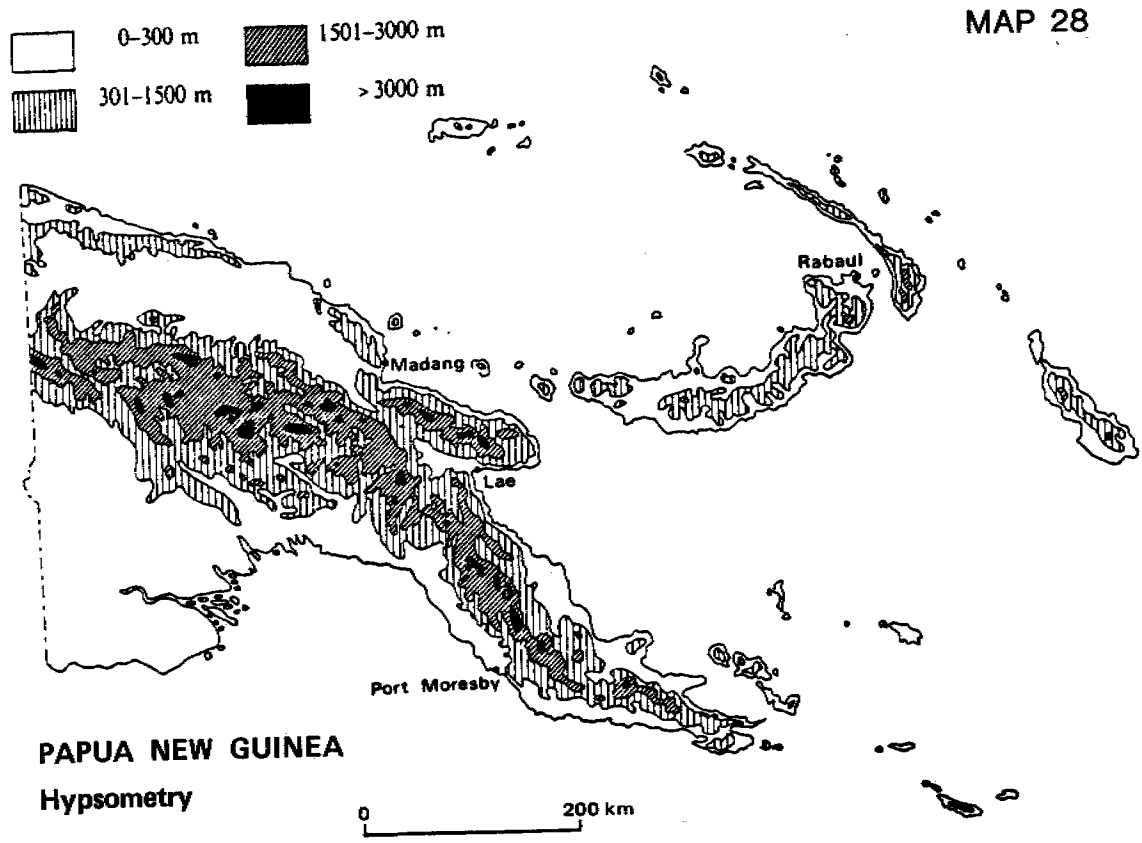 MAP 28
0–300 m
1501–3000 m
301–1500 m
> 3000 m
Rabaul
Madang
Lae
Port Moresby
PAPUA NEW GUINEA
Hypsometry
0
200 km